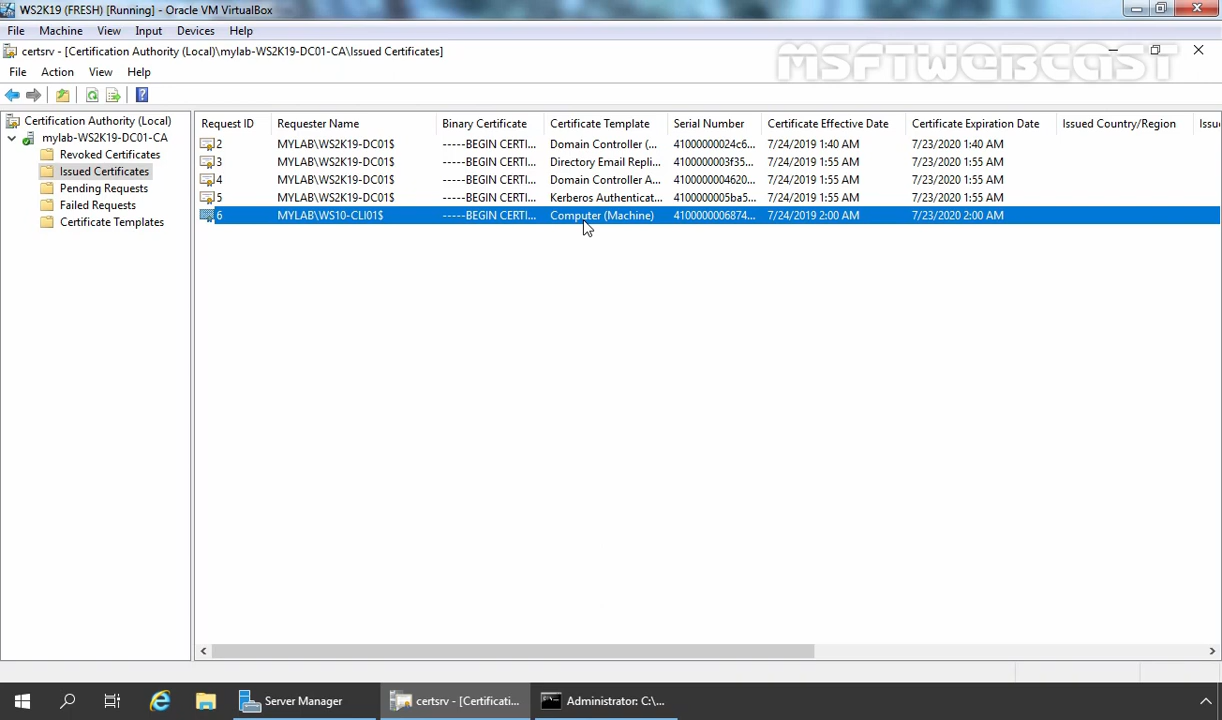 WS2K19 (FRESH) [Running] - Oracle VM VirtualBox
File Machine View Input Devices Help
certsrv - [Certification Authority (Local)\mylab-WS2K19-DC01-CA\Issued Certificates]
MSFTWEBCAST
File Action View Help
Certification Authority (Local)
mylab-WS2K19-DC01-CA
Revoked Certificates
Issued Certificates
Pending Requests
Failed Requests
Certificate Templates
Request ID Requester Name Binary Certificate Certificate Template Serial Number Certificate Effective Date Certificate Expiration Date Issued Country/Region Issu
2 MYLAB\WS2K19-DC01$ -----BEGIN CERTI... Domain Controller (... 410000000024c6... 7/24/2019 1:40 AM 7/23/2020 1:40 AM
3 MYLAB\WS2K19-DC01$ -----BEGIN CERTI... Directory Email Repli... 4100000003f35... 7/24/2019 1:55 AM 7/23/2020 1:55 AM
4 MYLAB\WS2K19-DC01$ -----BEGIN CERTI... Domain Controller A... 4100000004620... 7/24/2019 1:55 AM 7/23/2020 1:55 AM
5 MYLAB\WS2K19-DC01$ -----BEGIN CERTI... Kerberos Authenticat... 4100000005ba5... 7/24/2019 1:55 AM 7/23/2020 1:55 AM
6 MYLAB\WS10-CLI01$ -----BEGIN CERTI... Computer (Machine) 4100000006874... 7/24/2019 2:00 AM 7/23/2020 2:00 AM
Server Manager certsrv - [Certificati... Administrator: C:\...